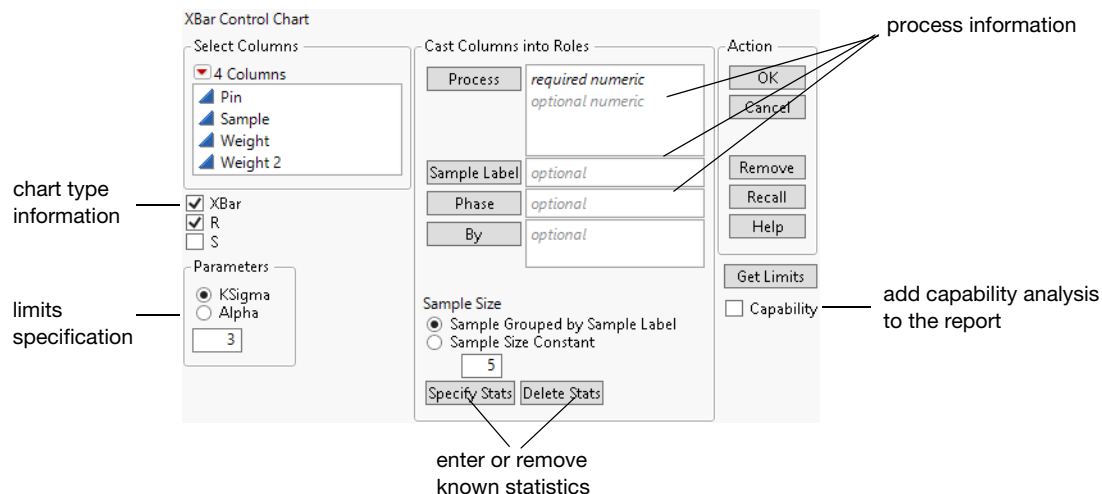 XBar Control Chart
process information
Select Columns
4 Columns
Pin
Sample
Weight
Weight 2
chart type
information
XBar
R
S
Parameters
KSigma
Alpha
3
limits
specification
Cast Columns into Roles
Process
required numeric
optional numeric
Sample Label
optional
Phase
optional
By
optional
Sample Size
Sample Grouped by Sample Label
Sample Size Constant
5
Specify Stats
Delete Stats
enter or remove
known statistics
Action
OK
Cancel
Remove
Recall
Help
Get Limits
Capability
add capability analysis
to the report